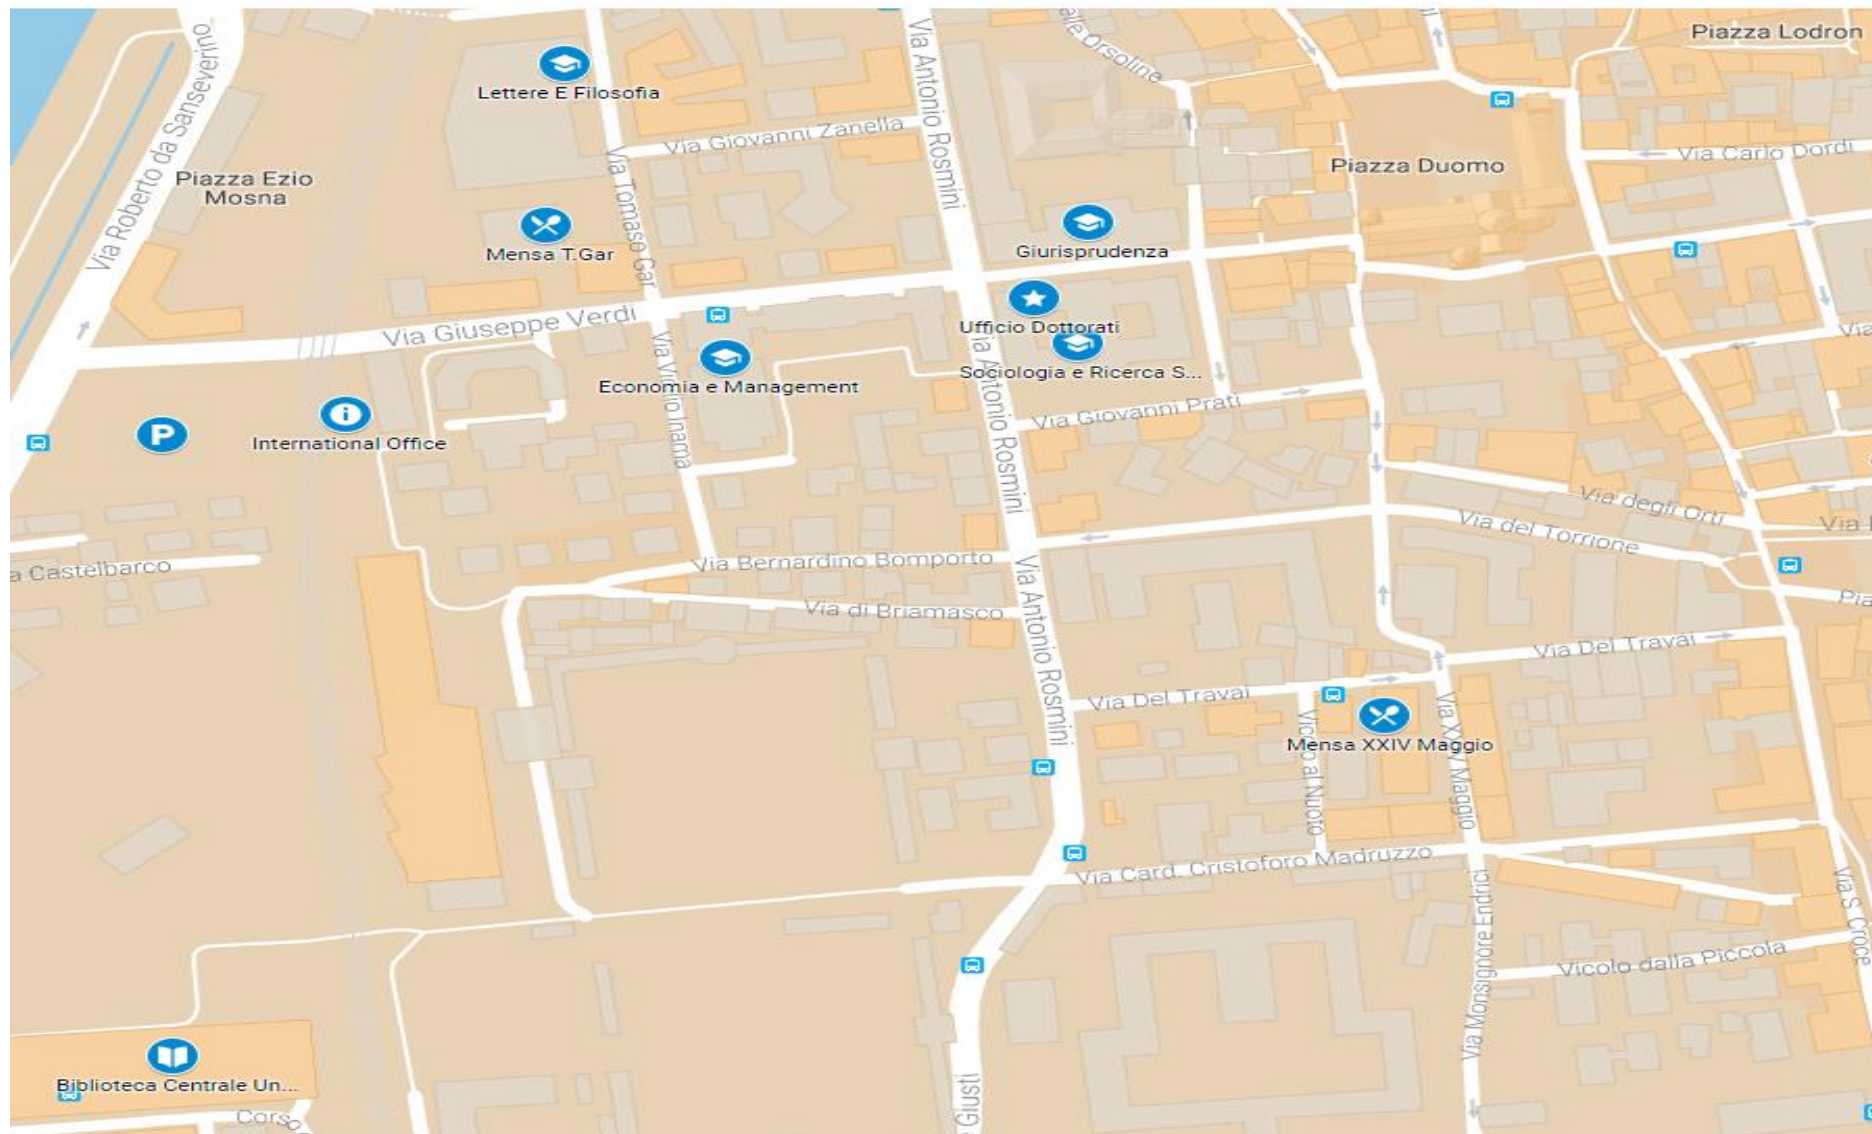 Piazza Lodron
Via Roberto da Sanseverino
Lettere E Filosofia
Via Antonio Rosmini
Via Giovanni Zanella
Via Carlo Dordi
Piazza Duomo
Piazza Ezio
Mosna
Via Tomaso Gar
Mensa T.Gar
Giurisprudenza
Via Giuseppe Verdi
Ufficio Dottorati
Via
Economia e Management
Sociologia e Ricerca S...
Via Antonio Rosmini
Via Giovanni Prati
P
International Office
Via degli Orti
Via del Torrione
Via Bernardino Bomporto
a Castelbarco
Via di Briamasco
Via Antonio Rosmini
Via Del Travai
Via Del Travai
Mensa XXIV Maggio
Vicolo al Nuoto
Via XXIV Maggio
Via Card. Cristoforo Madruzzo
Via S. Croce
Via Monsignore Endrici
Vicolo dalla Piccola
Biblioteca Centrale Un...
Giusti
Corso